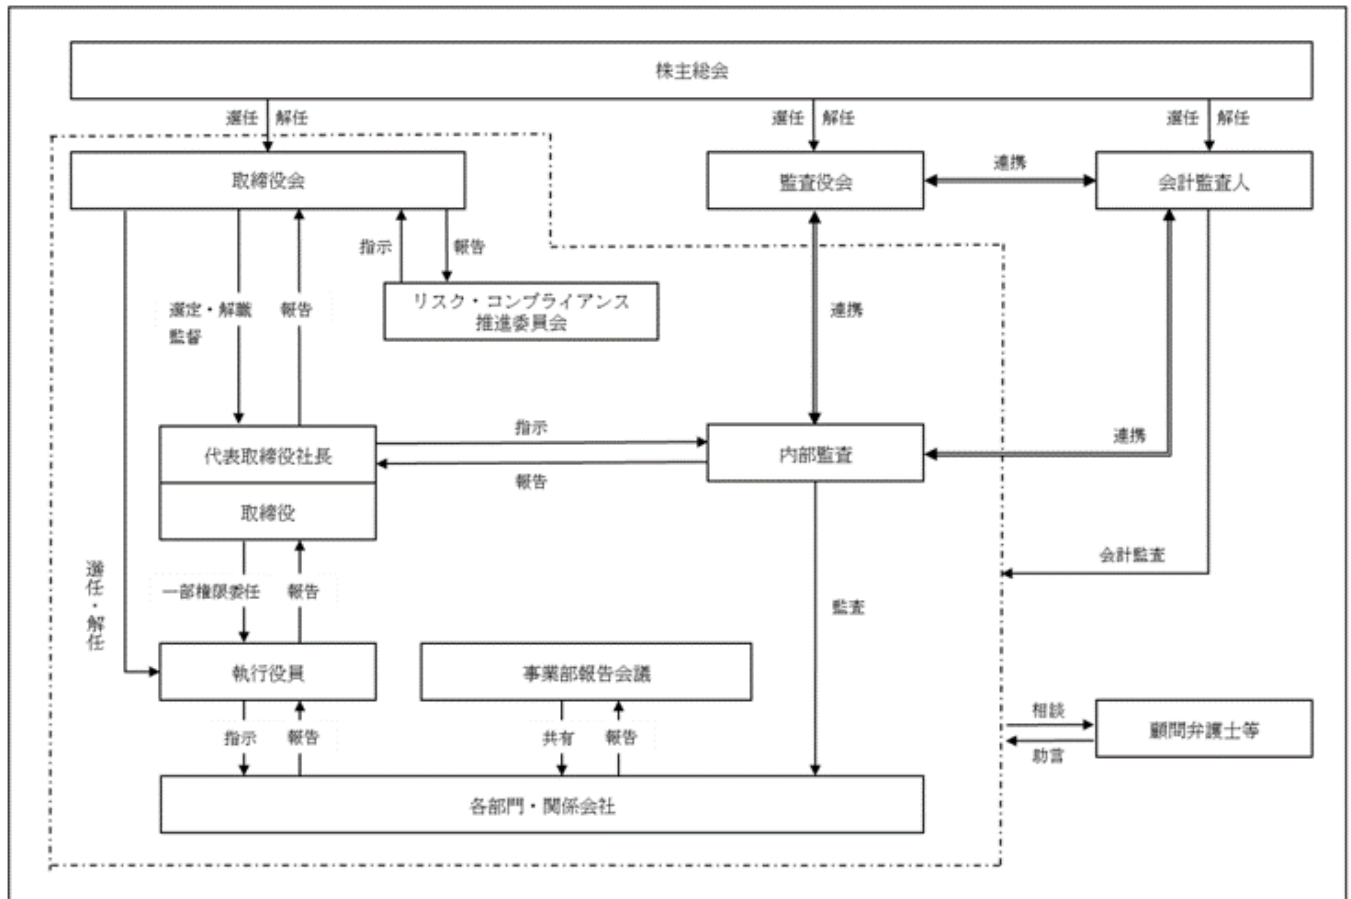 株主総会
選任 解任
選任 解任
選任 解任
取締役会
監査役会
連携
会計監査人
指示
報告
リスク・コンプライアンス
推進委員会
選定・解職
監督
報告
連携
代表取締役社長
取締役
指示
報告
内部監査
連携
会計監査
選任・解任
一部権限委任
報告
監査
執行役員
事業部報告会議
指示
報告
共有
報告
相談
助言
顧問弁護士等
各部門・関係会社